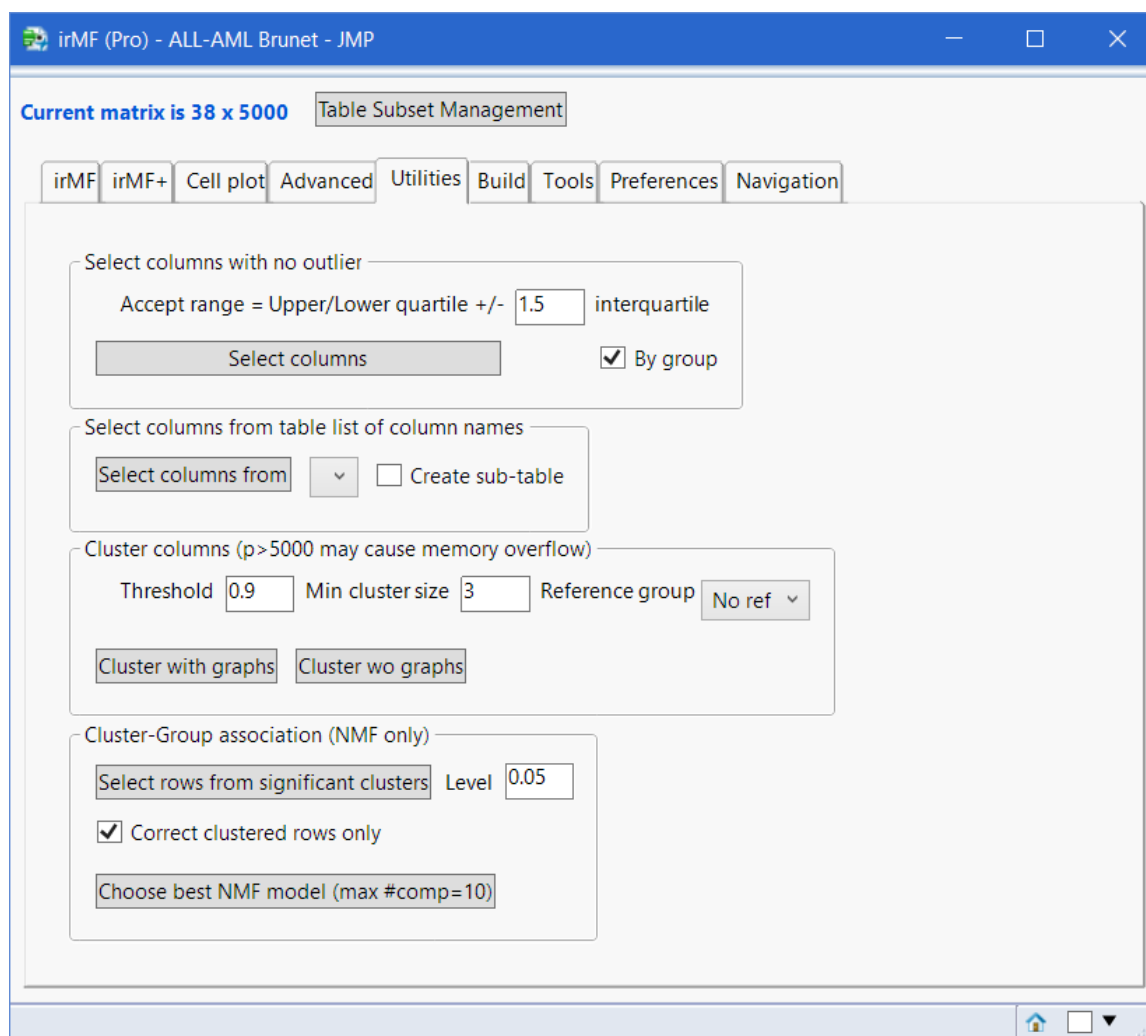 irMF (Pro) - ALL-AML Brunet - JMP
Current matrix is 38 x 5000 Table Subset Management
irMF irMF+ Cell plot Advanced Utilities Build Tools Preferences Navigation
Select columns with no outlier
Accept range = Upper/Lower quartile +/- 1.5 interquartile
Select columns By group
Select columns from table list of column names
Select columns from Create sub-table
Cluster columns (p>5000 may cause memory overflow)
Threshold 0.9 Min cluster size 3 Reference group No ref
Cluster with graphs Cluster wo graphs
Cluster-Group association (NMF only)
Select rows from significant clusters Level 0.05
Correct clustered rows only
Choose best NMF model (max #comp=10)